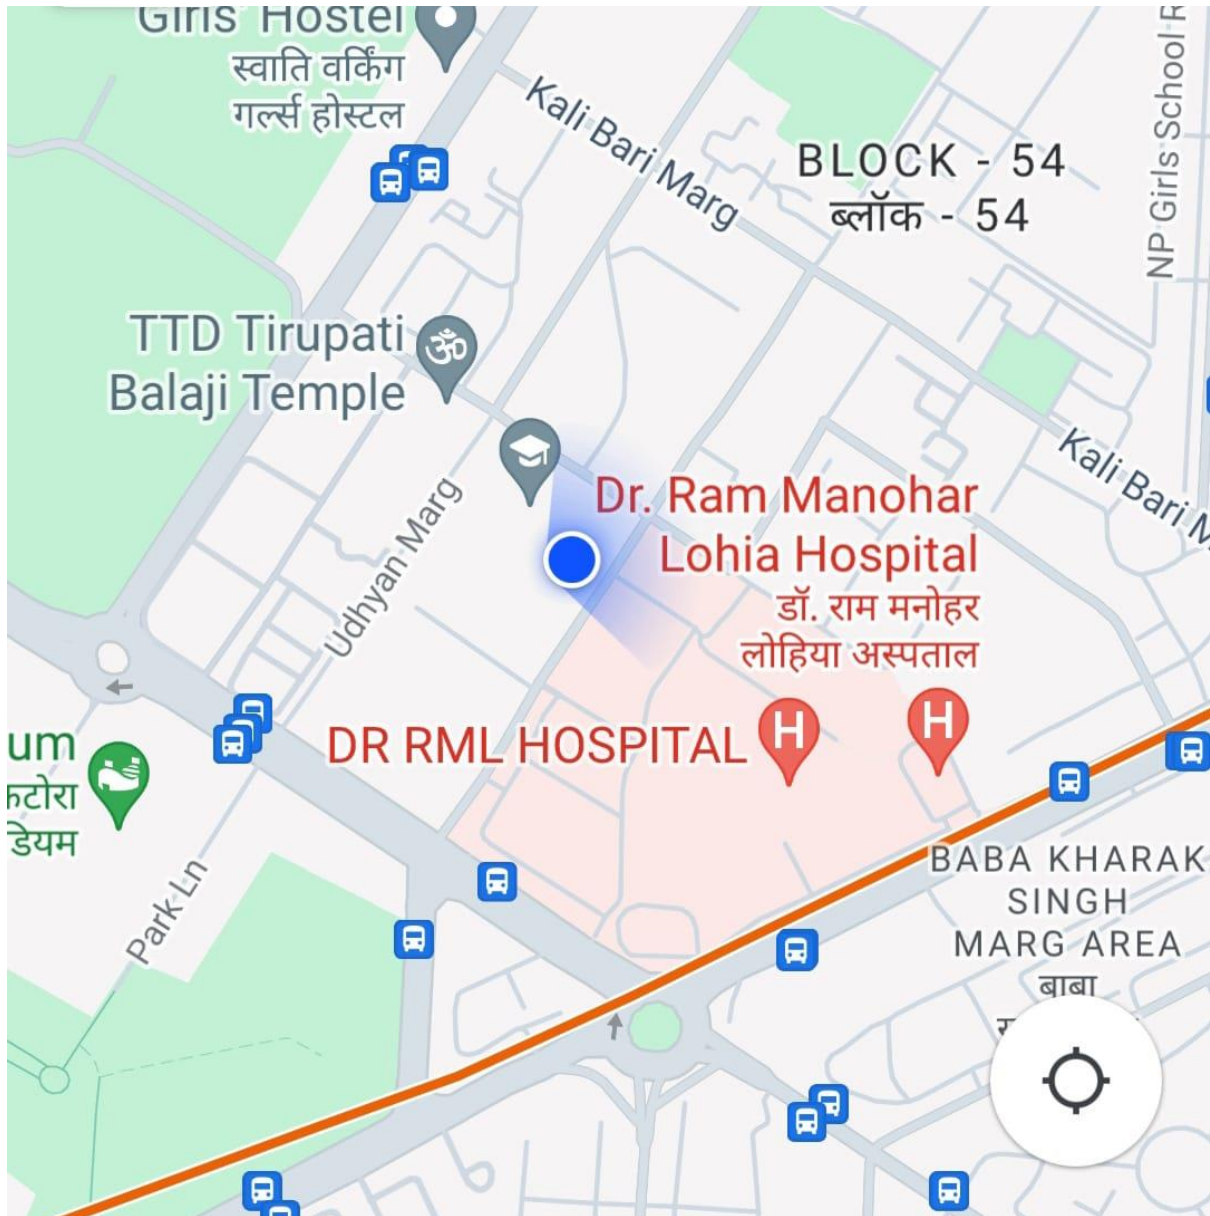 Girls' Hostel
स्वाति वर्किंग
गर्ल्स होस्टल
Kali Bari Marg
BLOCK - 54
ब्लॉक - 54
NP Girls School R
TTD Tirupati
Balaji Temple
ॐ
Udhyan Marg
Dr. Ram Manohar
Lohia Hospital
डॉ. राम मनोहर
लोहिया अस्पताल
Kali Bari M
DR RML HOSPITAL
H
H
um
कटोरा
डियम
Park Ln
BABA KHARAK
SINGH
MARG AREA
बाबा